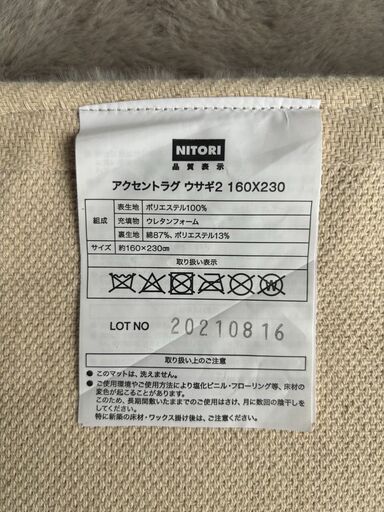 NITORI
品質表示
アクセントラグ ウサギ2 160X230
組成 表生地 ポリエステル100%
充填物 ウレタンフォーム
裏生地 綿87%、ポリエステル13%
サイズ 約160×230cm
取り扱い表示
LOT NO 20210816
取り扱い上のご注意
● このマットは、洗えません。
● ご使用環境やご使用方法により塩化ビニル・フローリング等、床材の
変色が起こることがあります。
このため、長期間敷いたままでのご使用はさけ、月に数回の陰干しを
してください。
特に新築の床材・ワックス掛け後は、ご注意ください。